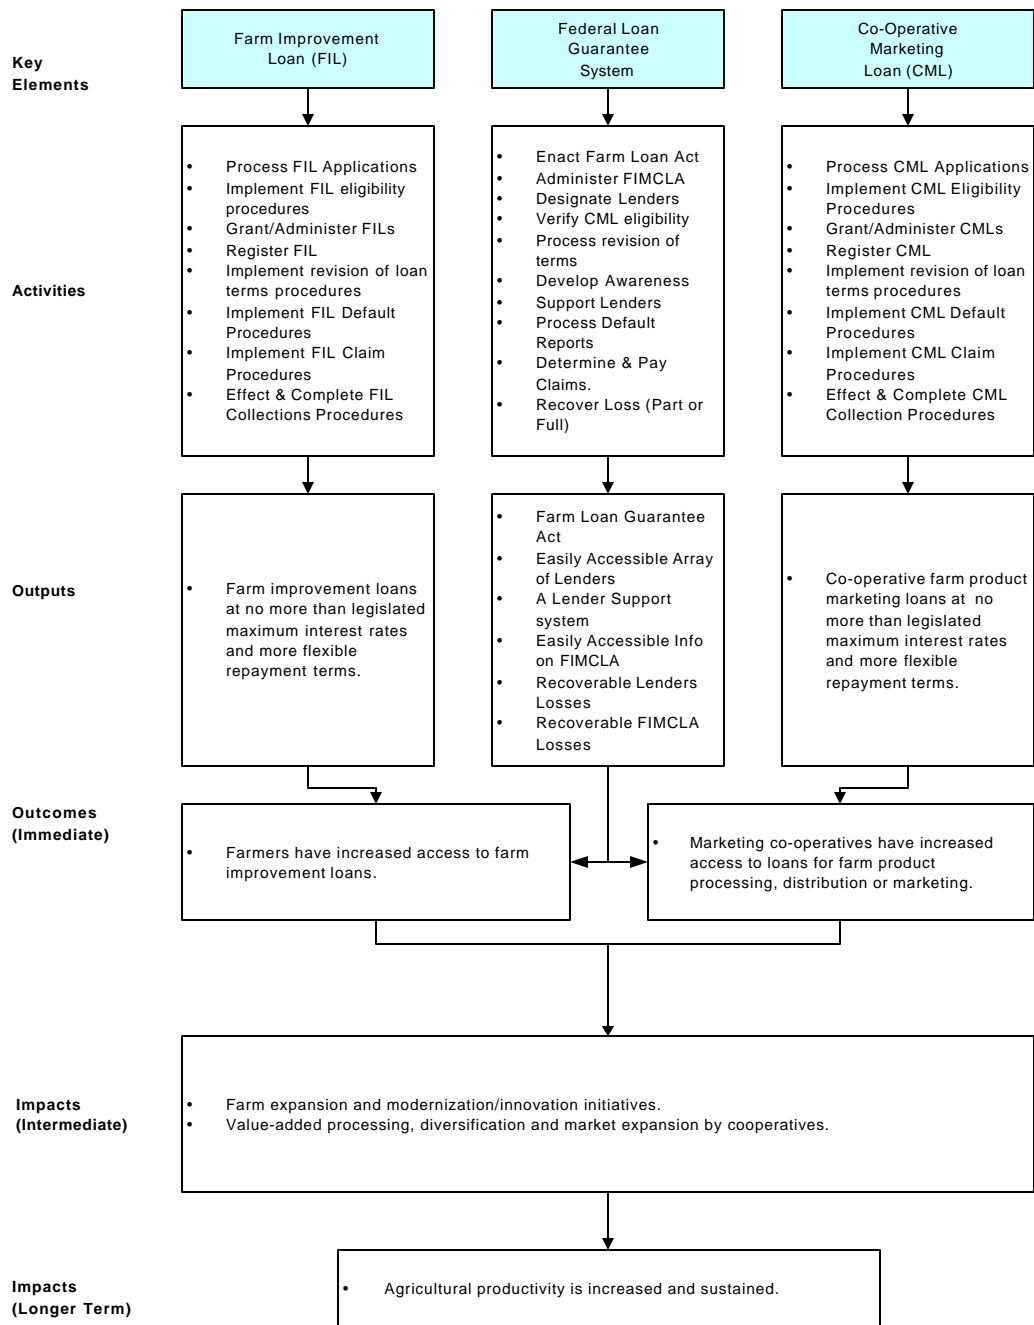 Key
Elements
Farm Improvement
Loan (FIL)
Federal Loan
Guarantee
System
Co-Operative
Marketing
Loan (CML)
Activities
• Process FIL Applications
• Implement FIL eligibility
procedures
• Grant/Administer FILs
• Register FIL
• Implement revision of loan
terms procedures
• Implement FIL Default
Procedures
• Implement FIL Claim
Procedures
• Effect & Complete FIL
Collections Procedures
• Enact Farm Loan Act
• Administer FIMCLA
• Designate Lenders
• Verify CML eligibility
• Process revision of
terms
• Develop Awareness
• Support Lenders
• Process Default
Reports
• Determine & Pay
Claims.
• Recover Loss (Part or
Full)
• Process CML Applications
• Implement CML Eligibility
Procedures
• Grant/Administer CMLs
• Register CML
• Implement revision of loan
terms procedures
• Implement CML Default
Procedures
• Implement CML Claim
Procedures
• Effect & Complete CML
Collection Procedures
Outputs
• Farm improvement loans
at no more than legislated
maximum interest rates
and more flexible
repayment terms.
• Farm Loan Guarantee
Act
• Easily Accessible Array
of Lenders
• A Lender Support
system
• Easily Accessible Info
on FIMCLA
• Recoverable Lenders
Losses
• Recoverable FIMCLA
Losses
• Co-operative farm product
marketing loans at no
more than legislated
maximum interest rates
and more flexible
repayment terms.
Outcomes
(Immediate)
• Farmers have increased access to farm
improvement loans.
• Marketing co-operatives have increased
access to loans for farm product
processing, distribution or marketing.
Impacts
(Intermediate)
• Farm expansion and modernization/innovation initiatives.
• Value-added processing, diversification and market expansion by cooperatives.
Impacts
(Longer Term)
• Agricultural productivity is increased and sustained.